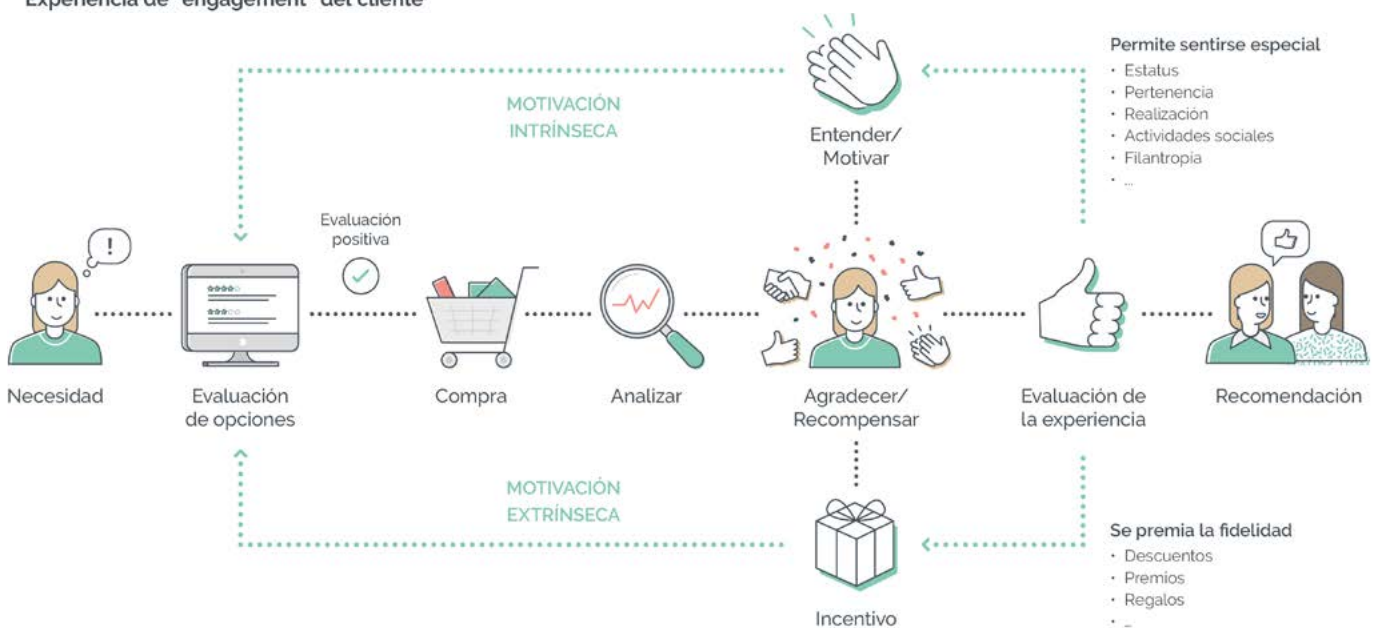 Experiencia de "engagement" del cliente
Permite sentirse especial
· Estatus
· Pertenencia
· Realización
· Actividades sociales
· Filantropía
· ...
MOTIVACIÓN
INTRÍNSECA
Entender/
Motivar
Evaluación
positiva
!
Necesidad
Evaluación
de opciones
Compra
Analizar
Agradecer/
Recompensar
Evaluación de
la experiencia
Recomendación
MOTIVACIÓN
EXTRÍNSECA
Incentivo
Se premia la fidelidad
· Descuentos
· Premios
· Regalos
· ...